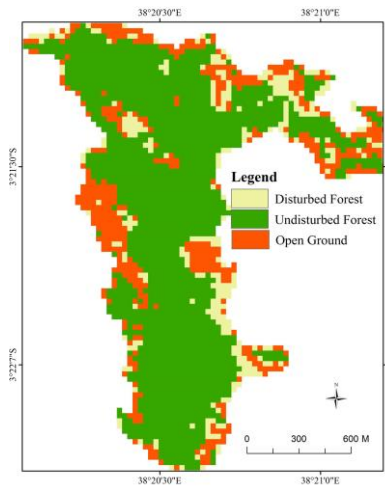 38°20'30"E 38°21'0"E
3°21'30"S
Legend
Disturbed Forest
Undisturbed Forest
Open Ground
3°22'7"S
N
0 300 600 M
38°20'30"E 38°21'0"E